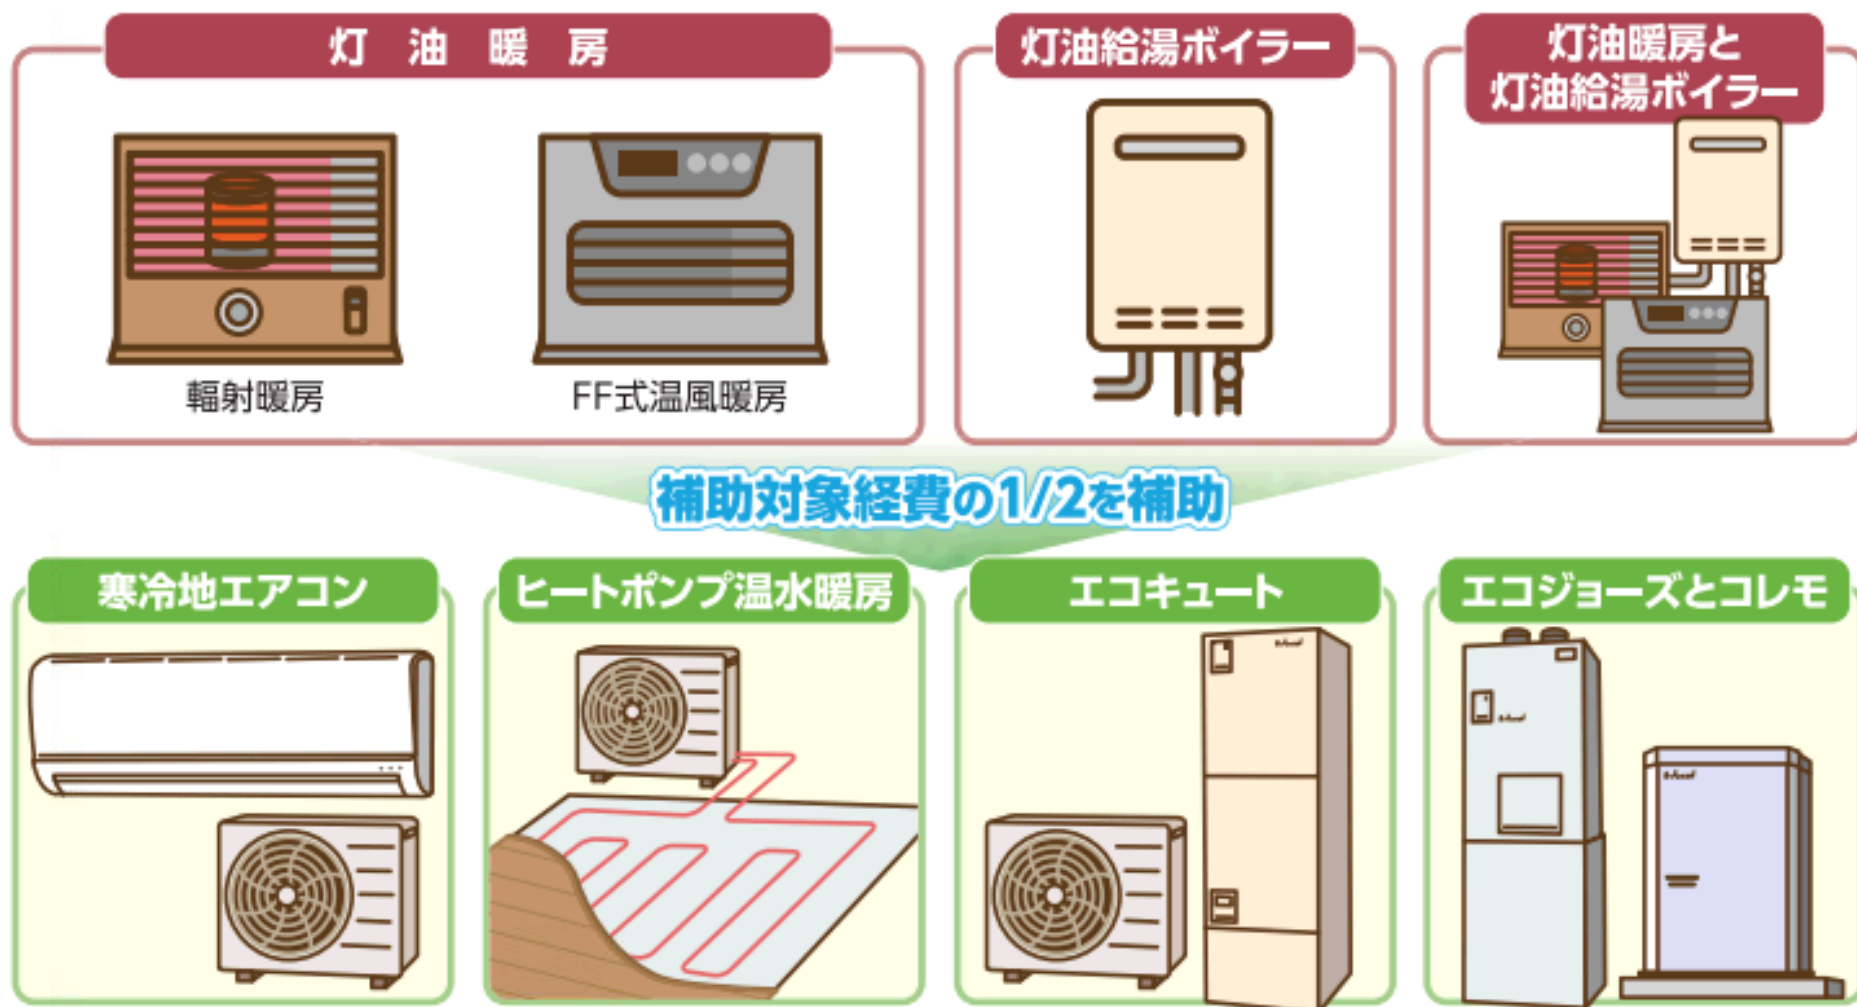 灯油暖房
灯油給湯ボイラー
灯油暖房と
灯油給湯ボイラー
輻射暖房
FF式温風暖房
補助対象経費の1/2を補助
寒冷地エアコン
ヒートポンプ温水暖房
エコキュート
エコジョーズとコレモ